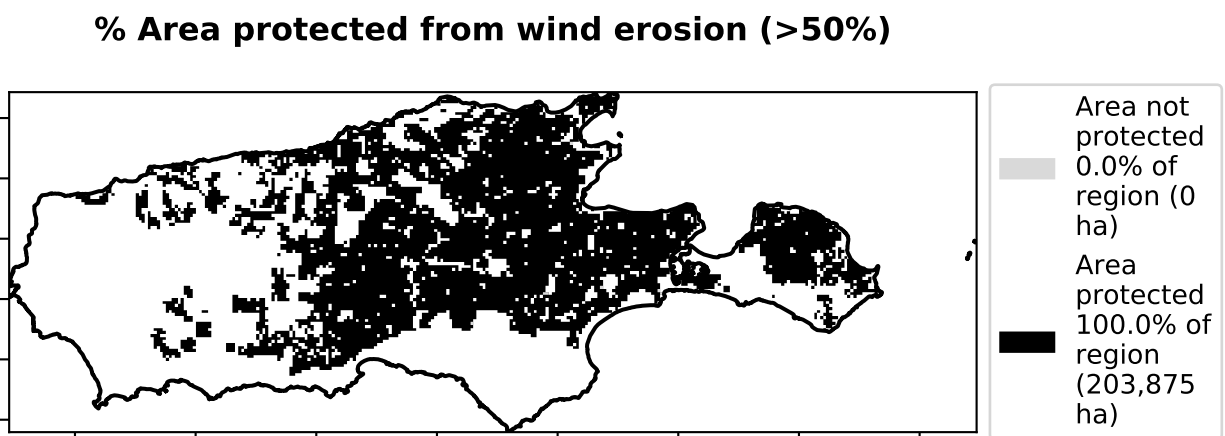 % Area protected from wind erosion (>50%)
Area not
protected
0.0% of
region (0
ha)
Area
protected
100.0% of
region
(203,875
ha)